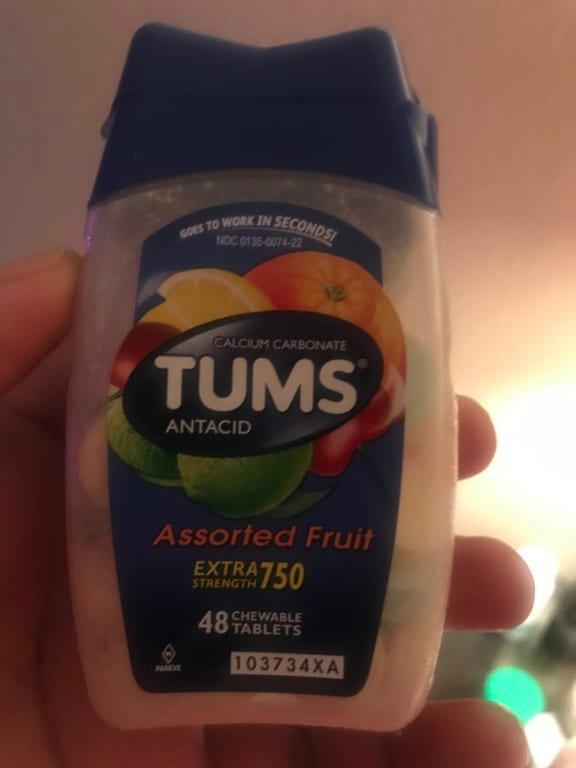 GOES TO WORK IN SECONDS!
NDC 0135-0074-22
CALCIUM CARBONATE
TUMS®
ANTACID
Assorted Fruit
EXTRA STRENGTH 750
48 CHEWABLE TABLETS
PAREVE
103734XA